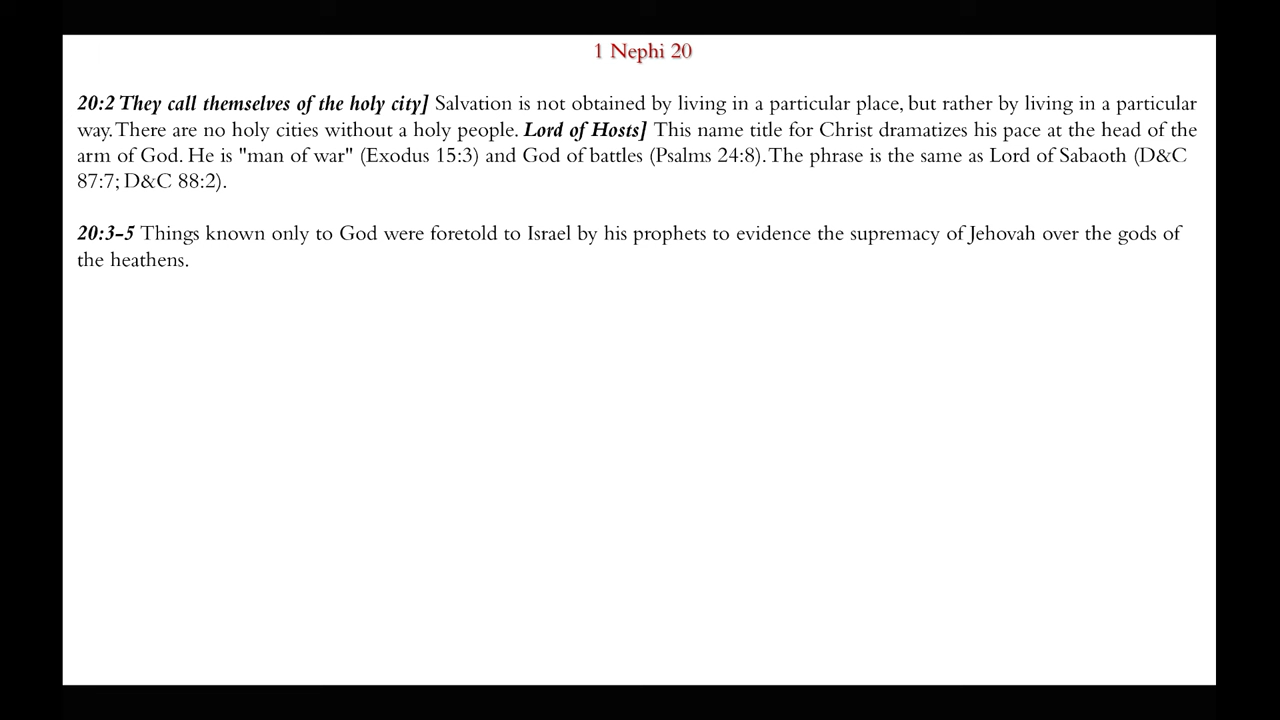 1 Nephi 20
20:2 They call themselves of the holy city] Salvation is not obtained by living in a particular place, but rather by living in a particular
way. There are no holy cities without a holy people. Lord of Hosts] This name title for Christ dramatizes his pace at the head of the
arm of God. He is "man of war" (Exodus 15:3) and God of battles (Psalms 24:8). The phrase is the same as Lord of Sabaoth (D&C
87:7; D&C 88:2).
20:3-5 Things known only to God were foretold to Israel by his prophets to evidence the supremacy of Jehovah over the gods of
the heathens.